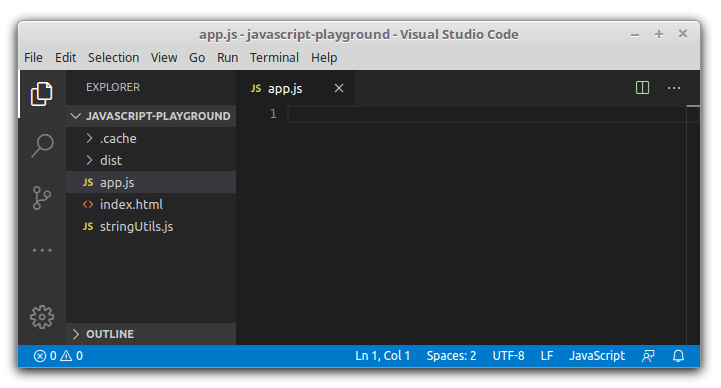 app.js - javascript-playground - Visual Studio Code
File Edit Selection View Go Run Terminal Help
EXPLORER
JS app.js
JAVASCRIPT-PLAYGROUND
1
.cache
dist
JS app.js
<> index.html
JS stringUtils.js
OUTLINE
0 0 Ln 1, Col 1 Spaces: 2 UTF-8 LF JavaScript